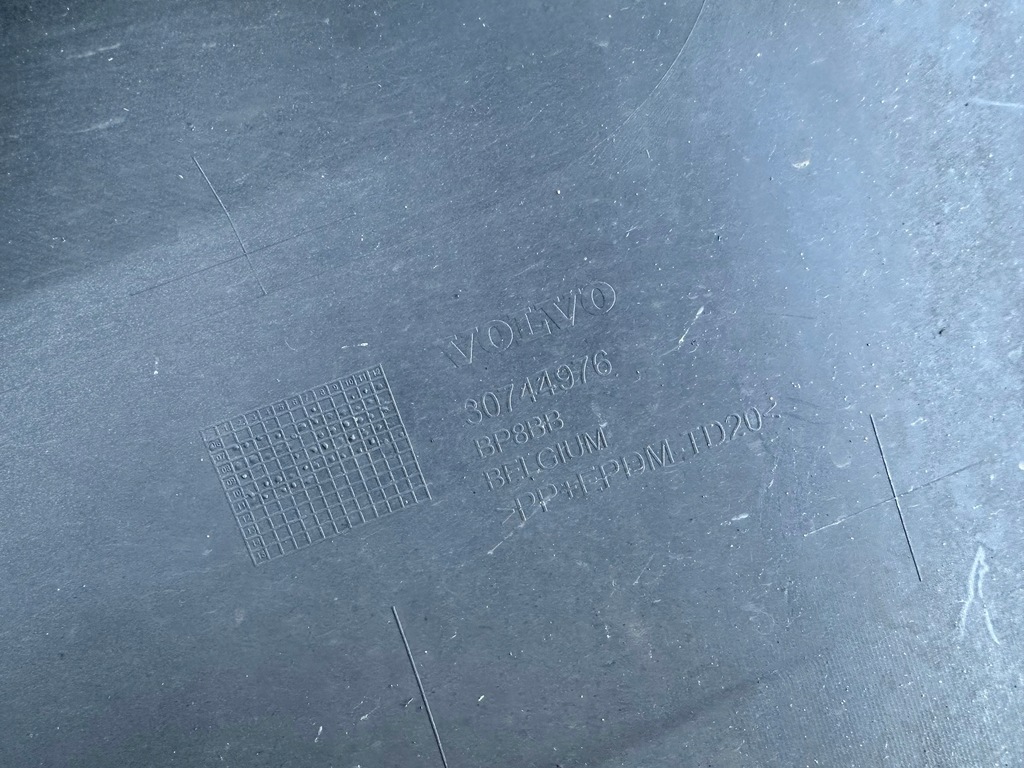 VOLVO
30744976
BP8BB
BELGIUM
>PP+EPDM.TD20<